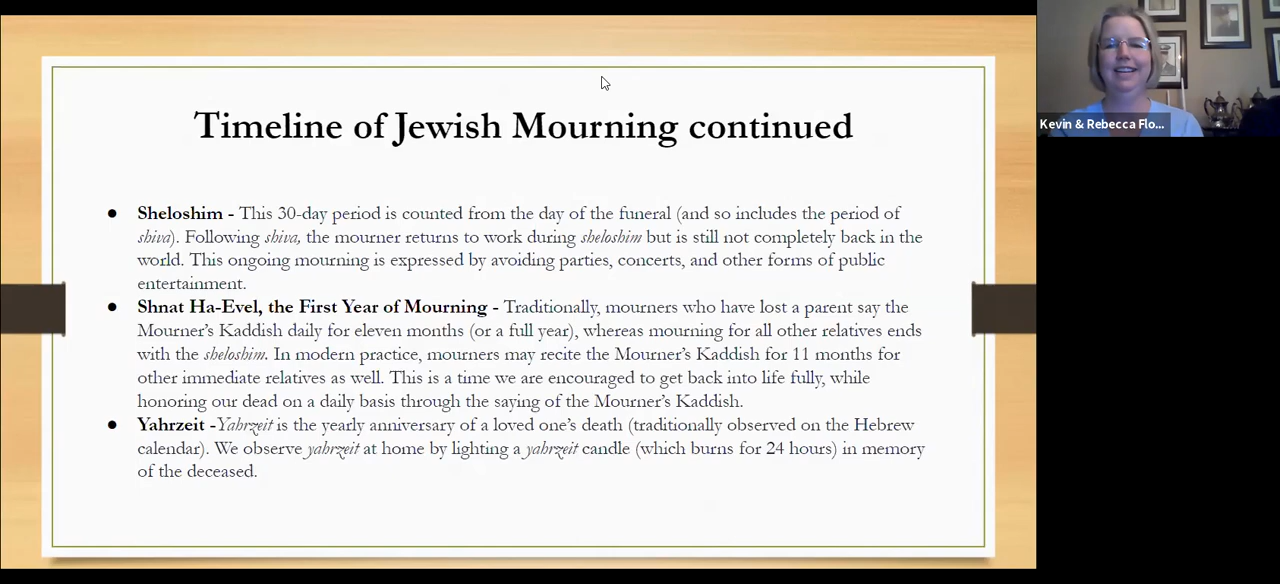 Timeline of Jewish Mourning continued
● Sheloshim - This 30-day period is counted from the day of the funeral (and so includes the period of
shiva). Following shiva, the mourner returns to work during sheloshim but is still not completely back in the
world. This ongoing mourning is expressed by avoiding parties, concerts, and other forms of public
entertainment.
● Shnat Ha-Evel, the First Year of Mourning - Traditionally, mourners who have lost a parent say the
Mourner's Kaddish daily for eleven months (or a full year), whereas mourning for all other relatives ends
with the sheloshim. In modern practice, mourners may recite the Mourner's Kaddish for 11 months for
other immediate relatives as well. This is a time we are encouraged to get back into life fully, while
honoring our dead on a daily basis through the saying of the Mourner's Kaddish.
● Yahrzeit -Yahrzeit is the yearly anniversary of a loved one's death (traditionally observed on the Hebrew
calendar). We observe yahrzeit at home by lighting a yahrzeit candle (which burns for 24 hours) in memory
of the deceased.
Kevin & Rebecca Flo...